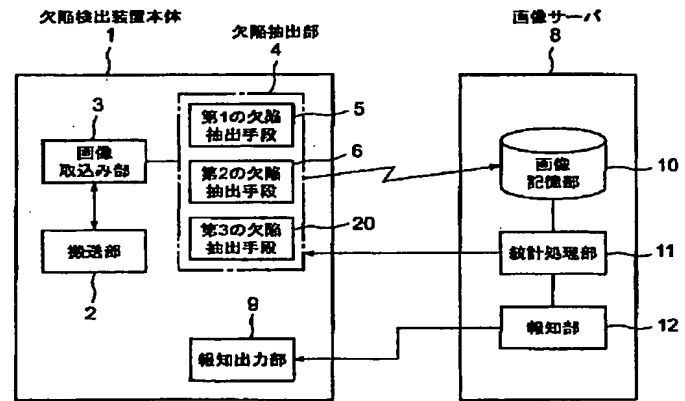 欠陥検出装置本体
1
欠陥抽出部
4
画像サーバ
8
3
画像
取込み部
第1の欠陥
抽出手段
5
第2の欠陥
抽出手段
6
第3の欠陥
抽出手段
20
搬送部
2
9
報知出力部
画像
記憶部
10
統計処理部
11
報知部
12